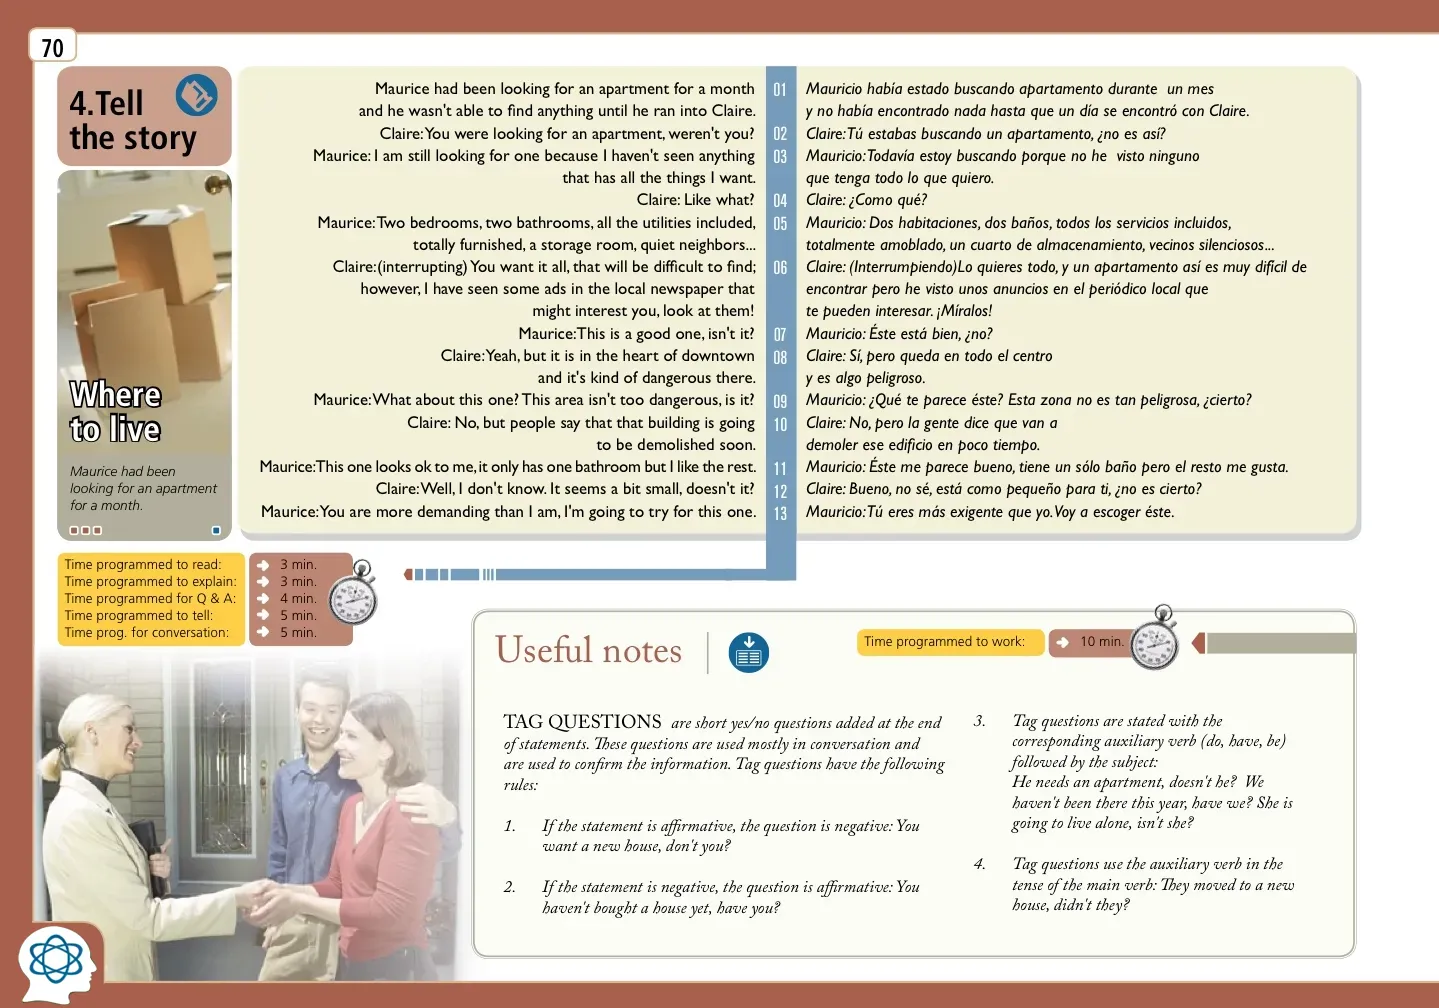 70
4.Tell
the story
Where
to live
Maurice had been
looking for an apartment
for a month.
Maurice had been looking for an apartment for a month
and he wasn't able to find anything until he ran into Claire.
Claire:You were looking for an apartment, weren't you?
Maurice: I am still looking for one because I haven't seen anything
that has all the things I want.
Claire: Like what?
Maurice:Two bedrooms, two bathrooms, all the utilities included,
totally furnished, a storage room, quiet neighbors...
Claire:(interrupting) You want it all, that will be difficult to find;
however, I have seen some ads in the local newspaper that
might interest you, look at them!
Maurice:This is a good one, isn't it?
Claire:Yeah, but it is in the heart of downtown
and it's kind of dangerous there.
Maurice:What about this one? This area isn't too dangerous, is it?
Claire: No, but people say that that building is going
to be demolished soon.
Maurice:This one looks ok to me, it only has one bathroom but I like the rest.
Claire:Well, I don't know. It seems a bit small, doesn't it?
Maurice:You are more demanding than I am, I'm going to try for this one.
01
02
03
04
05
06
07
08
09
10
11
12
13
Mauricio había estado buscando apartamento durante un mes
y no había encontrado nada hasta que un día se encontró con Claire.
Claire:Tú estabas buscando un apartamento, ¿no es así?
Mauricio:Todavía estoy buscando porque no he visto ninguno
que tenga todo lo que quiero.
Claire: ¿Como qué?
Mauricio: Dos habitaciones, dos baños, todos los servicios incluidos,
totalmente amoblado, un cuarto de almacenamiento, vecinos silenciosos...
Claire: (Interrumpiendo)Lo quieres todo, y un apartamento así es muy difícil de
encontrar pero he visto unos anuncios en el periódico local que
te pueden interesar. ¡Míralos!
Mauricio: Éste está bien, ¿no?
Claire: Sí, pero queda en todo el centro
y es algo peligroso.
Mauricio: ¿Qué te parece éste? Esta zona no es tan peligrosa, ¿cierto?
Claire: No, pero la gente dice que van a
demoler ese edificio en poco tiempo.
Mauricio: Éste me parece bueno, tiene un sólo baño pero el resto me gusta.
Claire: Bueno, no sé, está como pequeño para ti, ¿no es cierto?
Mauricio:Tú eres más exigente que yo.Voy a escoger éste.
Time programmed to read: 3 min.
Time programmed to explain: 3 min.
Time programmed for Q & A: 4 min.
Time programmed to tell: 5 min.
Time prog. for conversation: 5 min.
Useful notes
Time programmed to work: 10 min.
TAG QUESTIONS are short yes/no questions added at the end
of statements. These questions are used mostly in conversation and
are used to confirm the information. Tag questions have the following
rules:
1. If the statement is affirmative, the question is negative: You
want a new house, don't you?
2. If the statement is negative, the question is affirmative: You
haven't bought a house yet, have you?
3. Tag questions are stated with the
corresponding auxiliary verb (do, have, be)
followed by the subject:
He needs an apartment, doesn't he? We
haven't been there this year, have we? She is
going to live alone, isn't she?
4. Tag questions use the auxiliary verb in the
tense of the main verb: They moved to a new
house, didn't they?